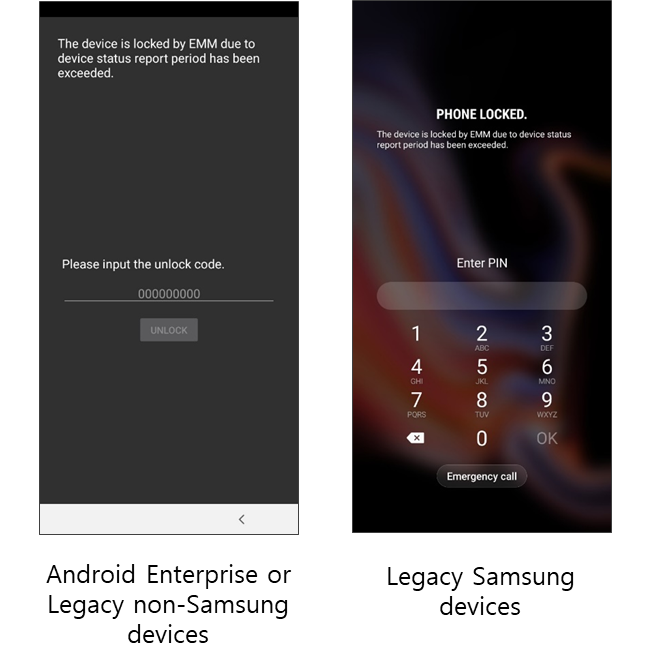 The device is locked by EMM due to
device status report period has been
exceeded.
Please input the unlock code.
000000000
UNLOCK
Android Enterprise or
Legacy non-Samsung
devices
PHONE LOCKED.
The device is locked by EMM due to device status
report period has been exceeded.
Enter PIN
1 2 3
ABC DEF
4 5 6
GHI JKL MNO
7 8 9
PQRS TUV WXYZ
0 OK
Emergency call
Legacy Samsung
devices